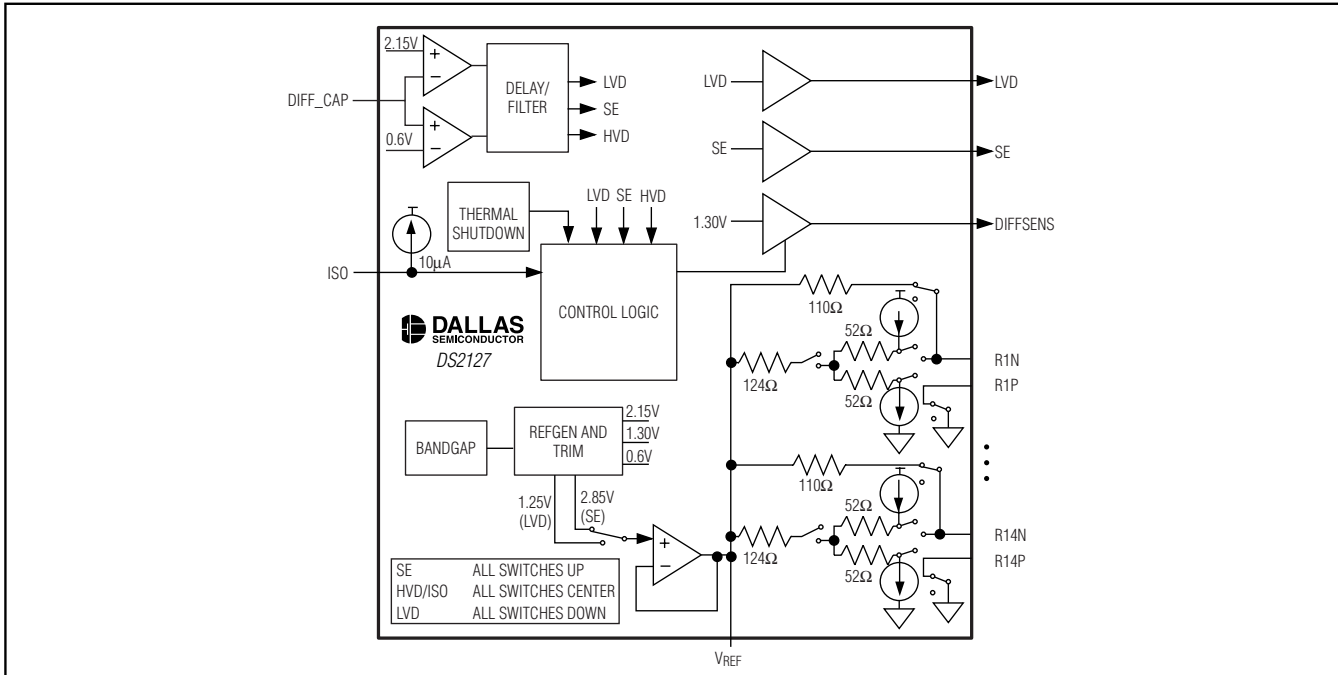 2.15V
DIFF_CAP
0.6V
DELAY/
FILTER
LVD
SE
HVD
LVD
LVD
SE
SE
1.30V
DIFFSENS
THERMAL
SHUTDOWN
LVD SE HVD
10µA
ISO
CONTROL LOGIC
DALLAS
SEMICONDUCTOR
DS2127
110Ω
52Ω
124Ω
52Ω
R1N
R1P
BANDGAP
REFGEN AND
TRIM
2.15V
1.30V
0.6V
1.25V
(LVD)
2.85V
(SE)
110Ω
52Ω
124Ω
52Ω
R14N
R14P
SE ALL SWITCHES UP
HVD/ISO ALL SWITCHES CENTER
LVD ALL SWITCHES DOWN
VREF